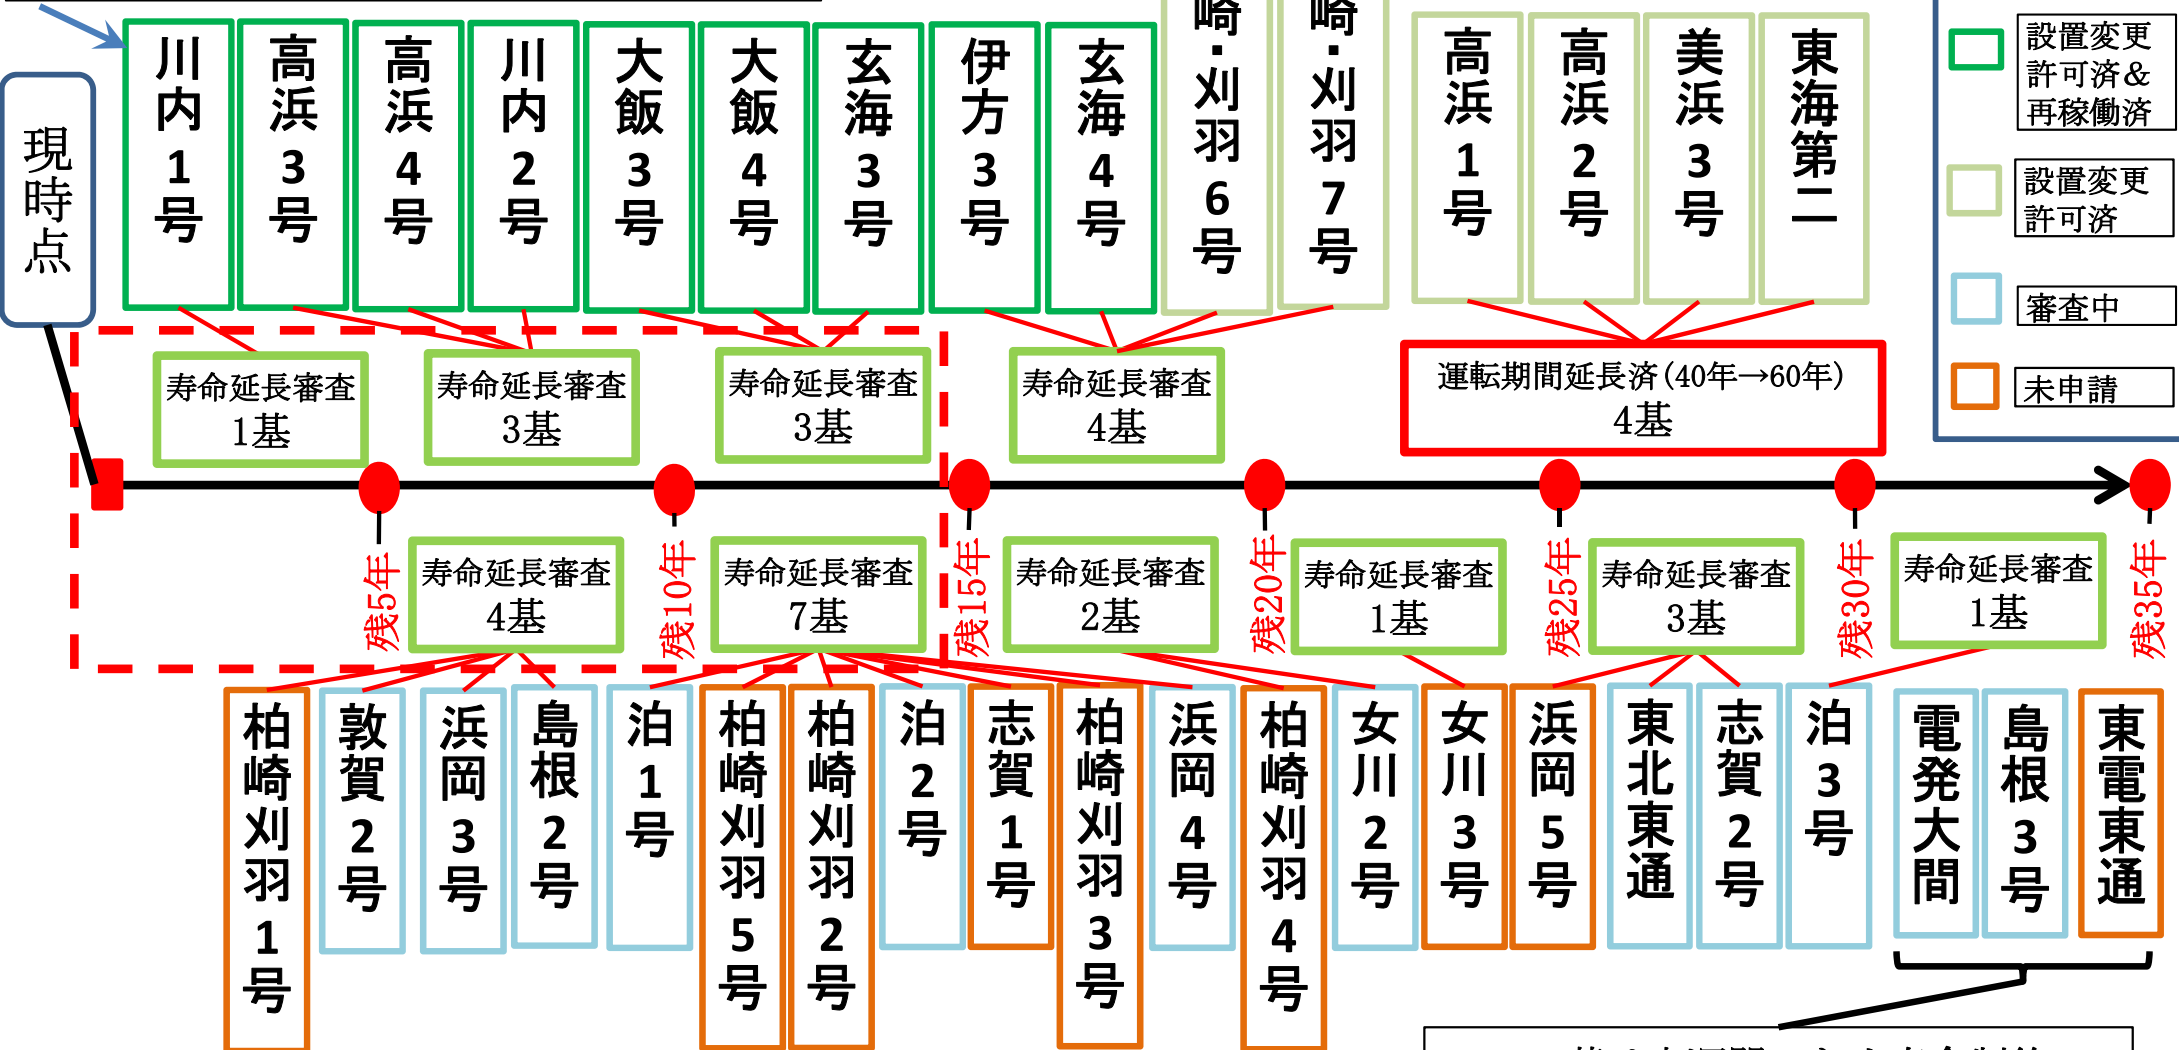 現時点
川内1号
高浜3号
高浜4号
川内2号
大飯3号
大飯4号
玄海3号
伊方3号
玄海4号
崎・刈羽6号
崎・刈羽7号
高浜1号
高浜2号
美浜3号
東海第二
設置変更
許可済＆
再稼働済
設置変更
許可済
審査中
未申請
寿命延長審査
1基
寿命延長審査
3基
寿命延長審査
3基
寿命延長審査
4基
運転期間延長済（40年→60年）
4基
残5年
残10年
残15年
残20年
残25年
残30年
残35年
寿命延長審査
4基
寿命延長審査
7基
寿命延長審査
2基
寿命延長審査
1基
寿命延長審査
3基
寿命延長審査
1基
柏崎刈羽1号
敦賀2号
浜岡3号
島根2号
泊1号
柏崎刈羽5号
柏崎刈羽2号
泊2号
志賀1号
柏崎刈羽3号
浜岡4号
柏崎刈羽4号
女川2号
女川3号
浜岡5号
東北東通
志賀2号
泊3号
電発大間
島根3号
東電東通